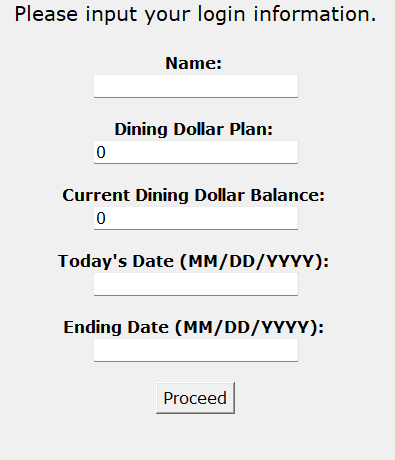 Please input your login information.
Name:
Dining Dollar Plan:
0
Current Dining Dollar Balance:
0
Today's Date (MM/DD/YYYY):
Ending Date (MM/DD/YYYY):
Proceed